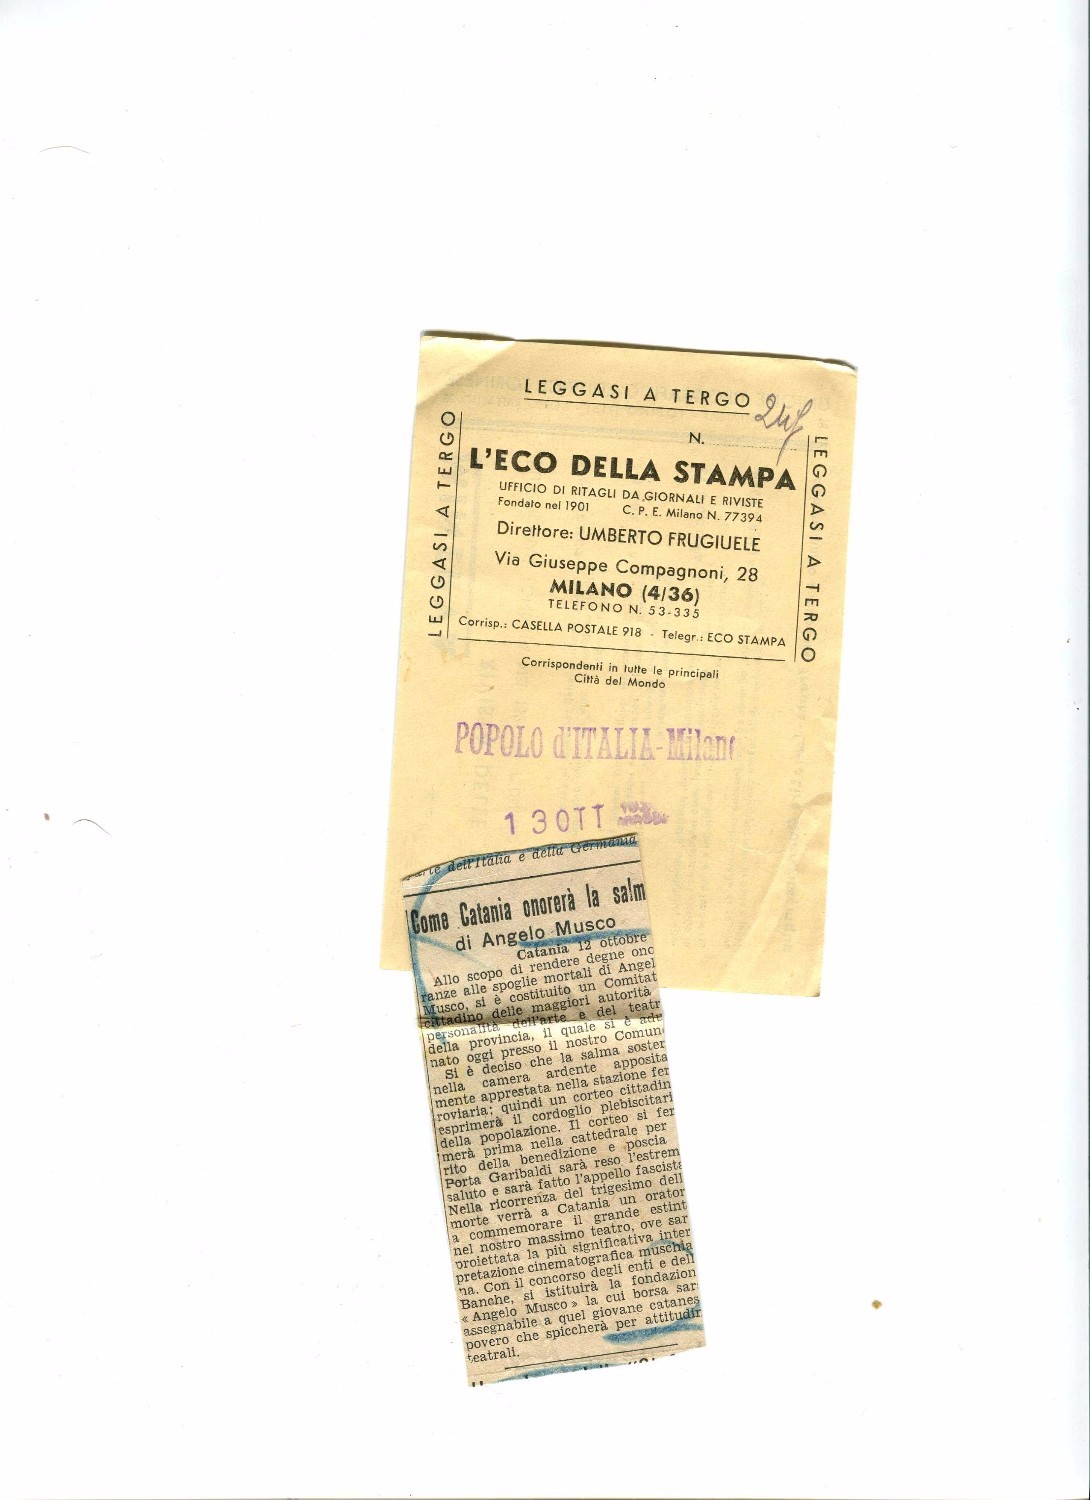 LEGGASI A TERGO
LEGGASI A TERGO
LEGGASI A TERGO
N.
L'ECO DELLA STAMPA
UFFICIO DI RITAGLI DA GIORNALI E RIVISTE
Fondato nel 1901 C. P. E. Milano N. 77394
Direttore: UMBERTO FRUGIUELE
Via Giuseppe Compagnoni, 28
MILANO (4/36)
TELEFONO N. 53-335
Corrisp.: CASELLA POSTALE 918 - Telegr.: ECO STAMPA
Corrispondenti in tutte le principali
Città del Mondo
POPOLO d'ITALIA-Milano
13 OTT
parte dell'Italia e della Germania
Come Catania onorerà la salm
di Angelo Musco
Catania 12 ottobre
Allo scopo di rendere degne ono
ranze alle spoglie mortali di Angel
Musco, si è costituito un Comitat
cittadino delle maggiori autorità
personalità dell'arte e del teatr
della provincia, il quale si è adu
nato oggi presso il nostro Comun
Si è deciso che la salma soster
nella camera ardente apposita
mente apprestata nella stazione fer
roviaria; quindi un corteo cittadin
esprimerà il cordoglio plebiscitari
della popolazione. Il corteo si fer
merà prima nella cattedrale per
rito della benedizione e poscia
Porta Garibaldi sarà reso l'estrem
saluto e sarà fatto l'appello fascista
Nella ricorrenza del trigesimo dell
morte verrà a Catania un orator
a commemorare il grande estint
nel nostro massimo teatro, ove sar
proiettata la più significativa inter
pretazione cinematografica muschia
na. Con il concorso degli enti e dell
Banche, si istituirà la fondazion
« Angelo Musco » la cui borsa sar
assegnabile a quel giovane catanes
povero che spiccherà per attitudin
teatrali.